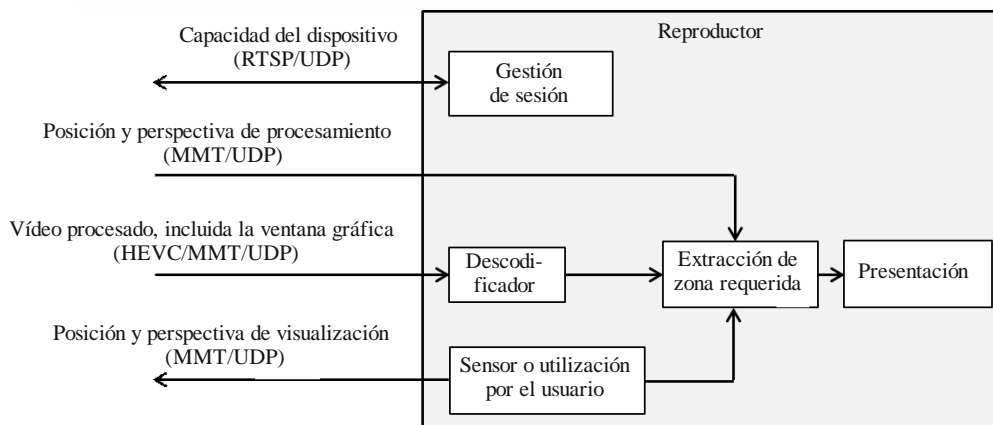 Reproductor
Capacidad del dispositivo
(RTSP/UDP)
Gestión
de sesión
Posición y perspectiva de procesamiento
(MMT/UDP)
Vídeo procesado, incluida la ventana gráfica
(HEVC/MMT/UDP)
Descodi-
ficador
Extracción de
zona requerida
Presentación
Posición y perspectiva de visualización
(MMT/UDP)
Sensor o utilización
por el usuario